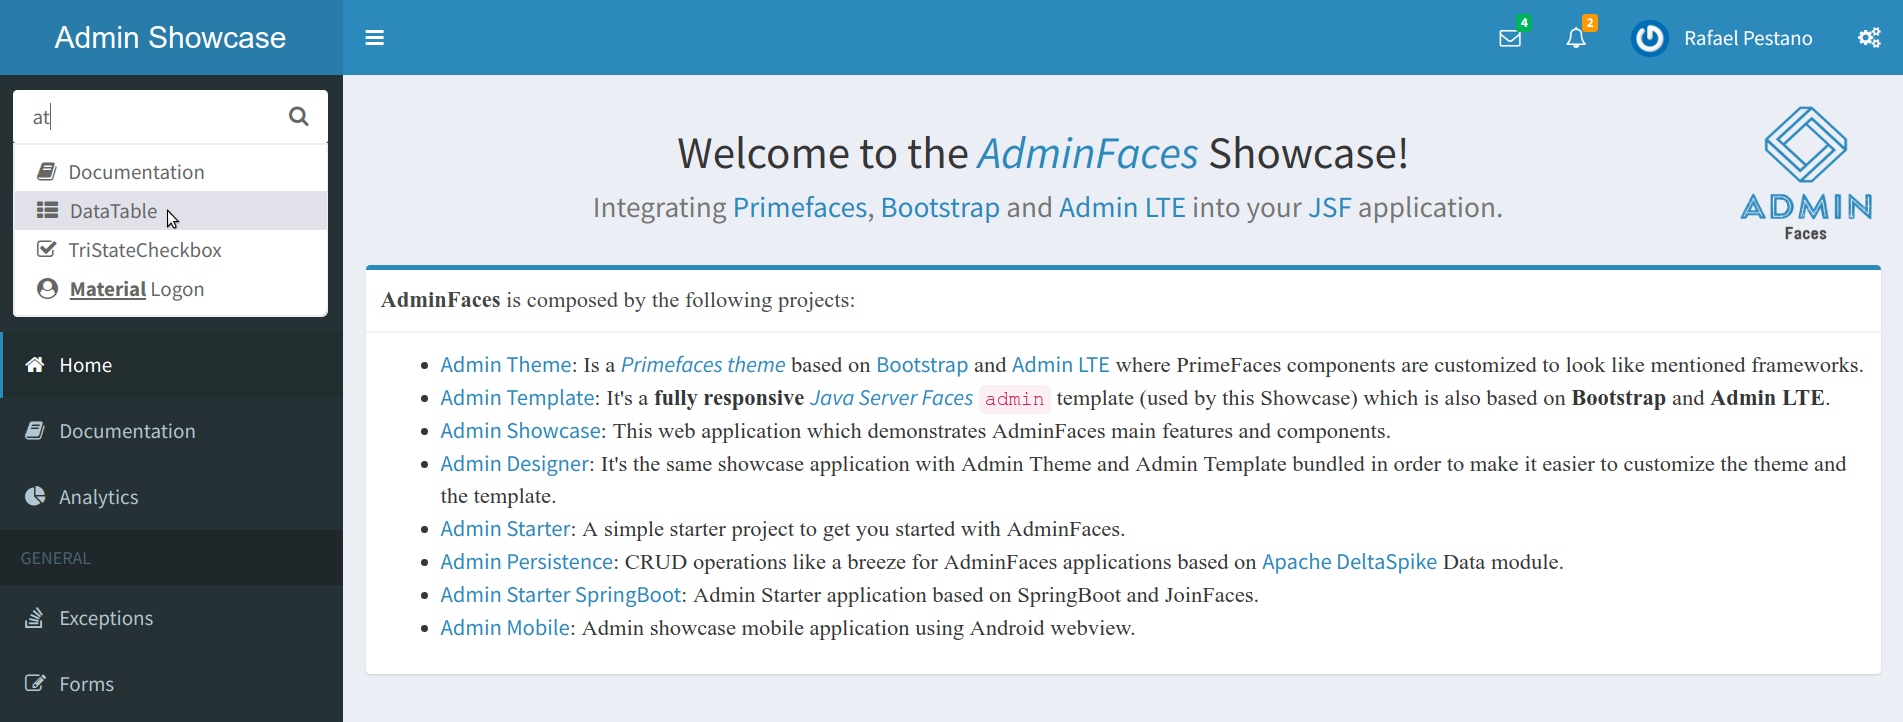 Admin Showcase
4
2
Rafael Pestano
at
Documentation
DataTable
TriStateCheckbox
Material Logon
Home
Documentation
Analytics
GENERAL
Exceptions
Forms
Welcome to the AdminFaces Showcase!
Integrating Primefaces, Bootstrap and Admin LTE into your JSF application.
ADMIN
Faces
AdminFaces is composed by the following projects:
Admin Theme: Is a Primefaces theme based on Bootstrap and Admin LTE where PrimeFaces components are customized to look like mentioned frameworks.
Admin Template: It's a fully responsive Java Server Faces admin template (used by this Showcase) which is also based on Bootstrap and Admin LTE.
Admin Showcase: This web application which demonstrates AdminFaces main features and components.
Admin Designer: It's the same showcase application with Admin Theme and Admin Template bundled in order to make it easier to customize the theme and
the template.
Admin Starter: A simple starter project to get you started with AdminFaces.
Admin Persistence: CRUD operations like a breeze for AdminFaces applications based on Apache DeltaSpike Data module.
Admin Starter SpringBoot: Admin Starter application based on SpringBoot and JoinFaces.
Admin Mobile: Admin showcase mobile application using Android webview.